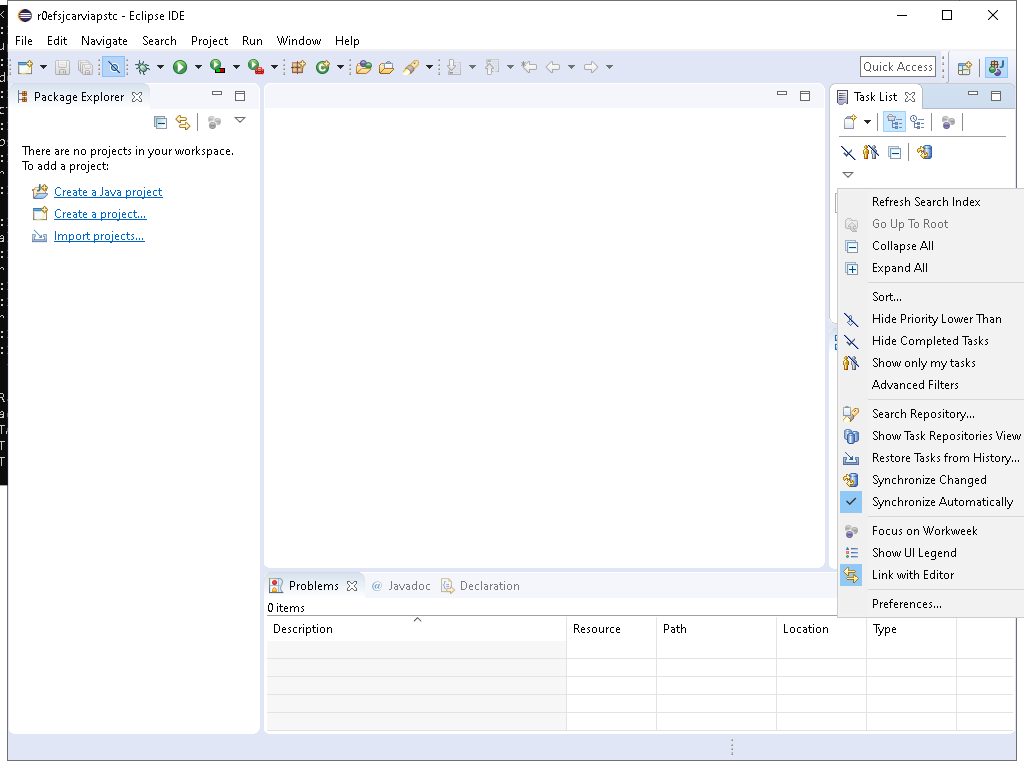 r0efsjcarviapstc - Eclipse IDE
File Edit Navigate Search Project Run Window Help
Quick Access
Package Explorer
Task List
There are no projects in your workspace.
To add a project:
Create a Java project
Create a project...
Import projects...
Refresh Search Index
Go Up To Root
Collapse All
Expand All
Sort...
Hide Priority Lower Than
Hide Completed Tasks
Show only my tasks
Advanced Filters
Search Repository...
Show Task Repositories View
Restore Tasks from History...
Synchronize Changed
Synchronize Automatically
Focus on Workweek
Show UI Legend
Link with Editor
Preferences...
Problems @ Javadoc Declaration
0 items
Description Resource Path Location Type